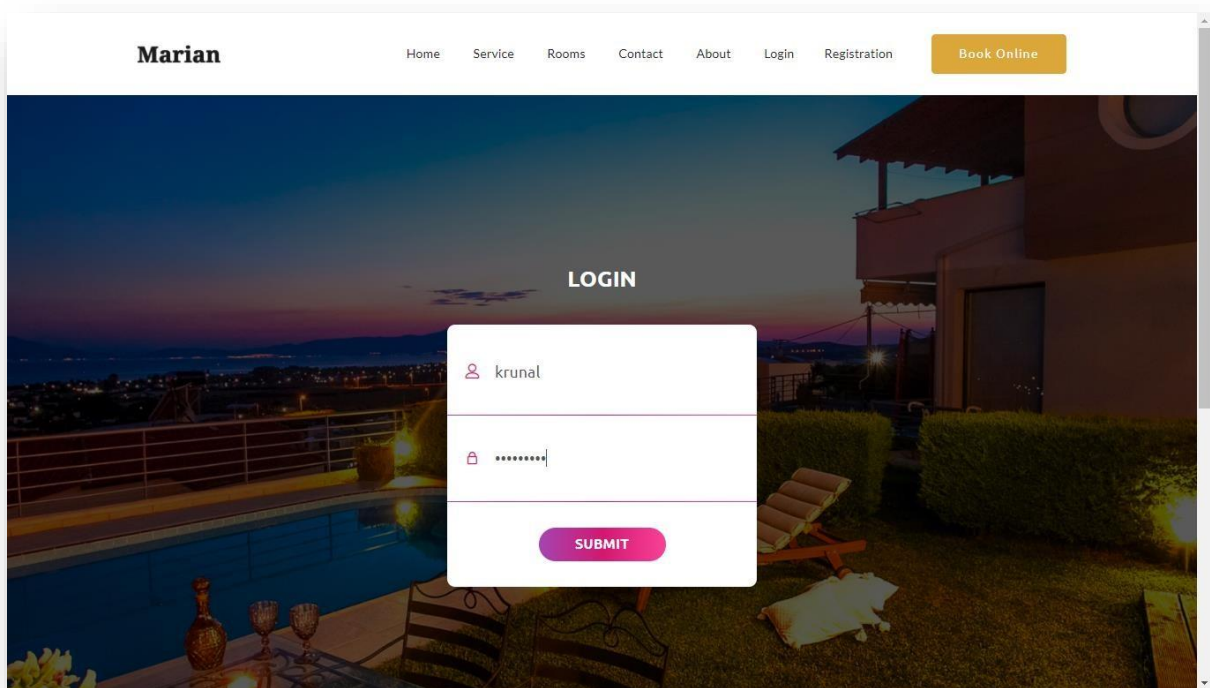 Marian Home Service Rooms Contact About Login Registration Book Online
LOGIN
krunal
•••••••••
SUBMIT